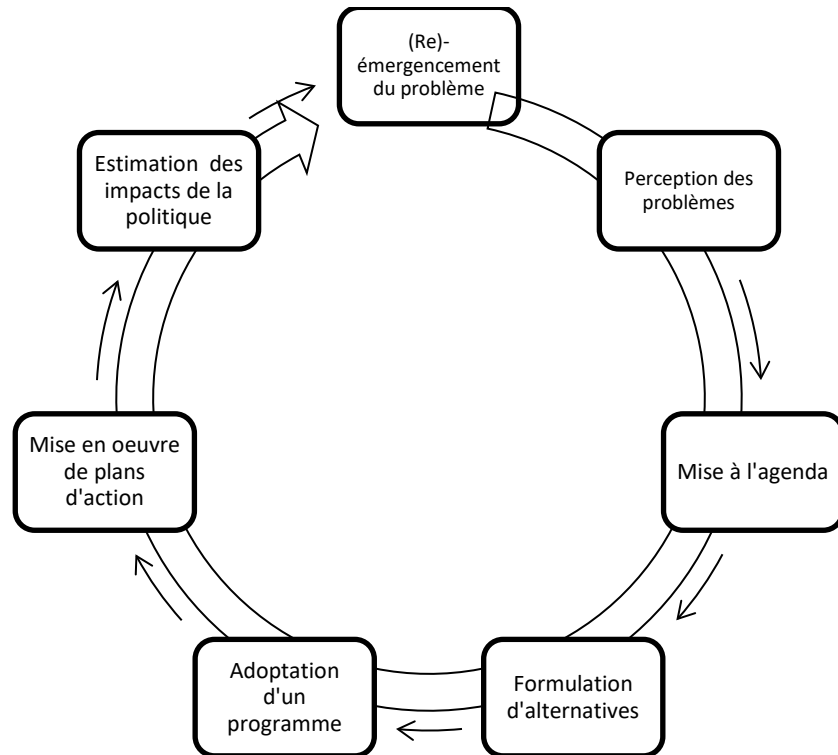 (Re)-
émergencement
du problème
Perception des
problèmes
Mise à l'agenda
Formulation
d'alternatives
Adoptation
d'un
programme
Mise en oeuvre
de plans
d'action
Estimation des
impacts de la
politique